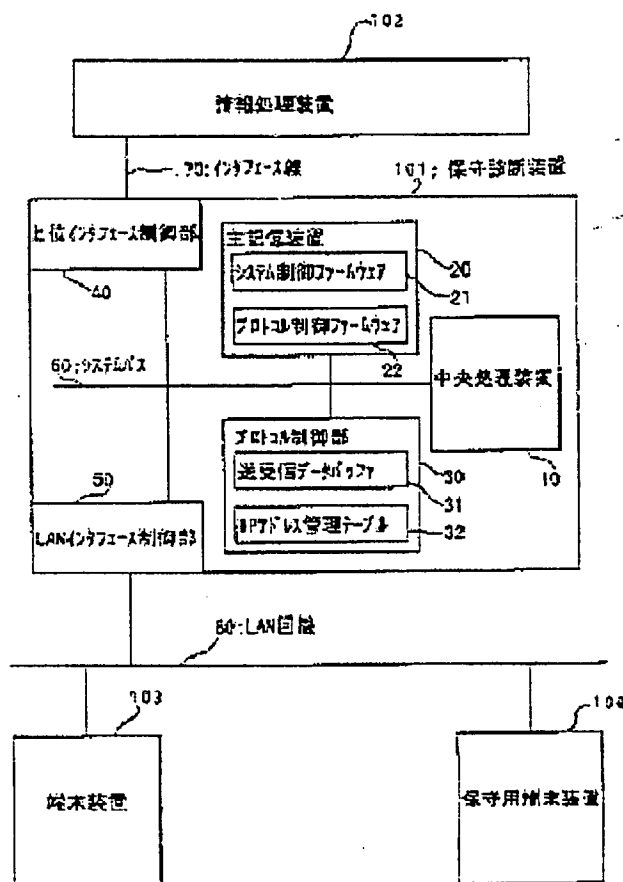 102
情報処理装置
70:インタフェース線
101; 保守診断装置
上位インタフェース制御部
40
主記憶装置
システム制御ファームウェア
プロトコル制御ファームウェア
20
21
22
60:システムバス
中央処理装置
10
プロトコル制御部
送受信データバッファ
30
31
IPアドレス管理テーブル
32
50
LANインタフェース制御部
80:LAN回線
103
端末装置
保守用端末装置